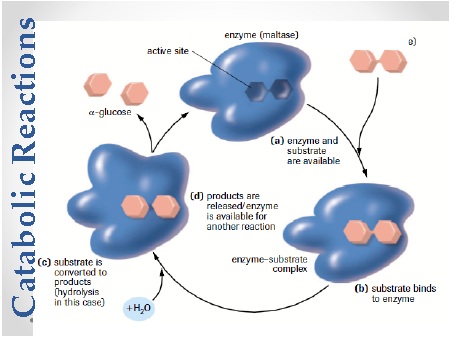 Catabolic Reactions
enzyme (maltase)
active site
e)
α-glucose
(a) enzyme and
substrate
are available
(d) products are
released/enzyme
is available for
another reaction
(c) substrate is
converted to
products
(hydrolysis
in this case)
enzyme–substrate
complex
(b) substrate binds
to enzyme
+H₂O